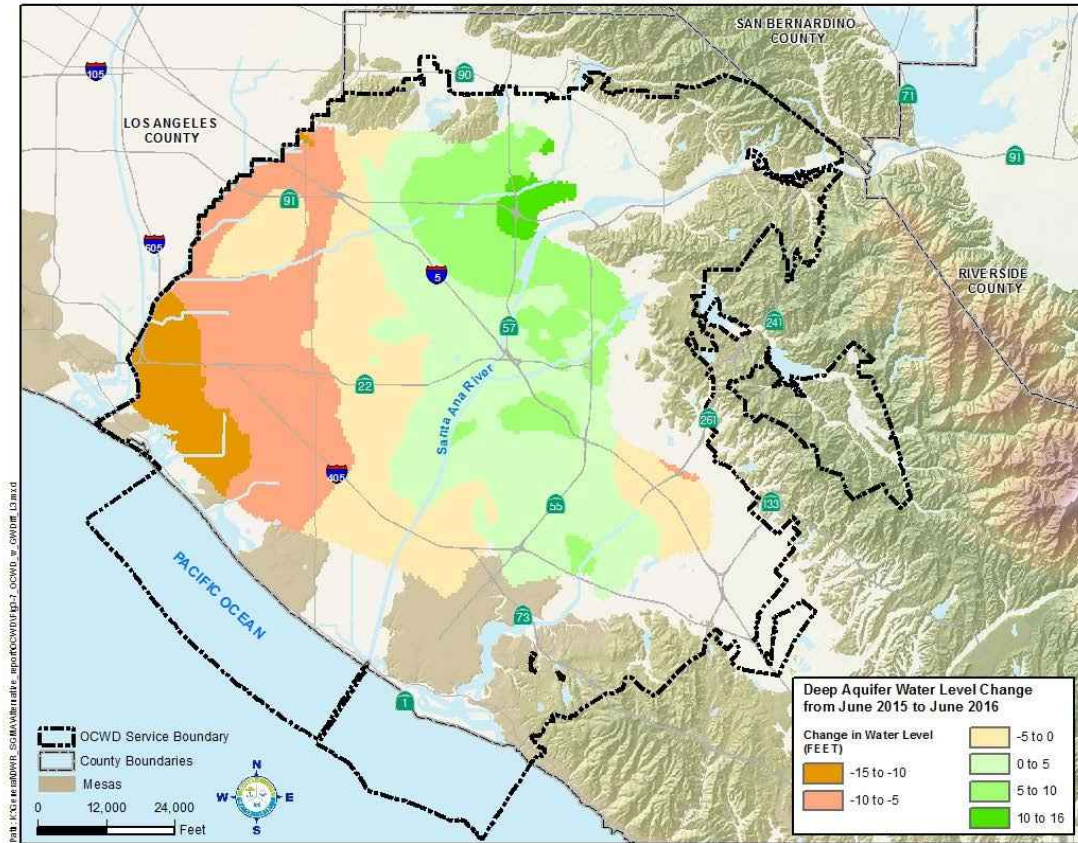 SAN BERNARDINO
COUNTY
105
90
71
LOS ANGELES
COUNTY
91
91
605
5
RIVERSIDE
COUNTY
57
241
22
Santa Ana River
261
405
55
133
PACIFIC OCEAN
73
1
Deep Aquifer Water Level Change
from June 2015 to June 2016
Change in Water Level
(FEET)
-15 to -10
-10 to -5
-5 to 0
0 to 5
5 to 10
10 to 16
OCWD Service Boundary
County Boundaries
Mesas
0 12,000 24,000
Feet
N
W E
S